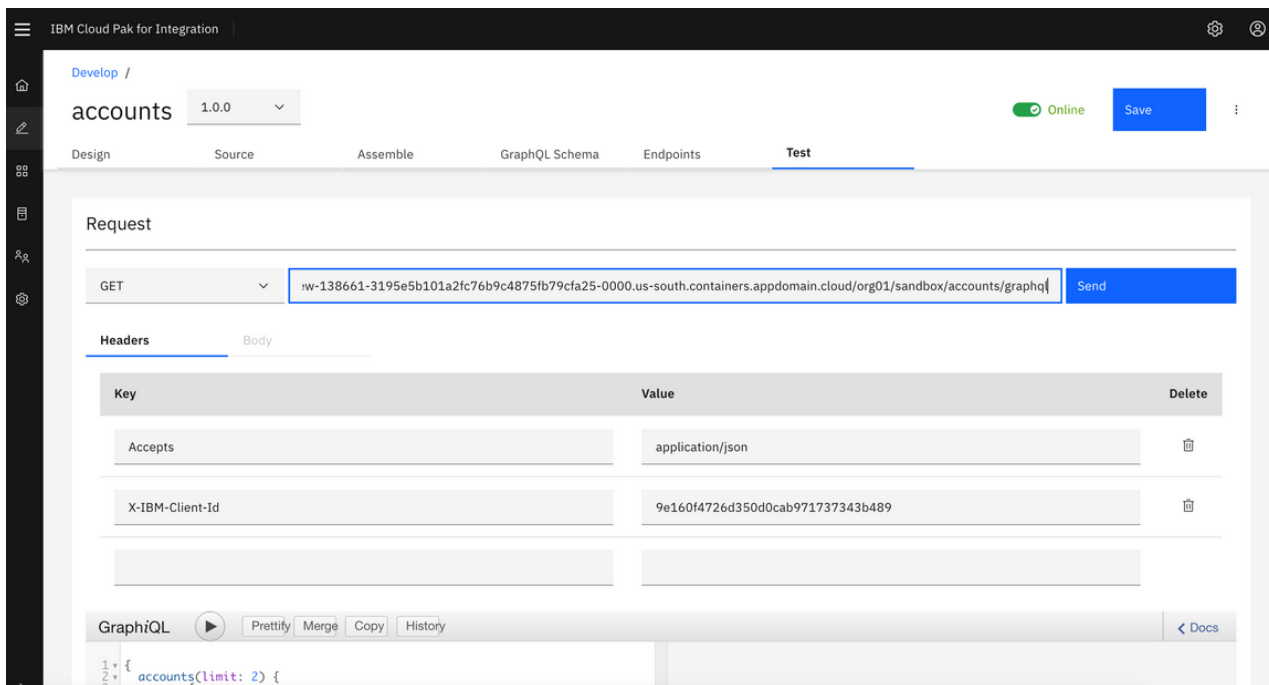 IBM Cloud Pak for Integration
Develop /
accounts 1.0.0
Online Save
Design Source Assemble GraphQL Schema Endpoints Test
Request
GET w-138661-3195e5b101a2fc76b9c4875fb79cfa25-0000.us-south.containers.appdomain.cloud/org01/sandbox/accounts/graphql Send
Headers Body
Key Value Delete
Accepts application/json
X-IBM-Client-Id 9e160f4726d350d0cab971737343b489
GraphiQL Prettify Merge Copy History < Docs
1 {
2 accounts(limit: 2) {